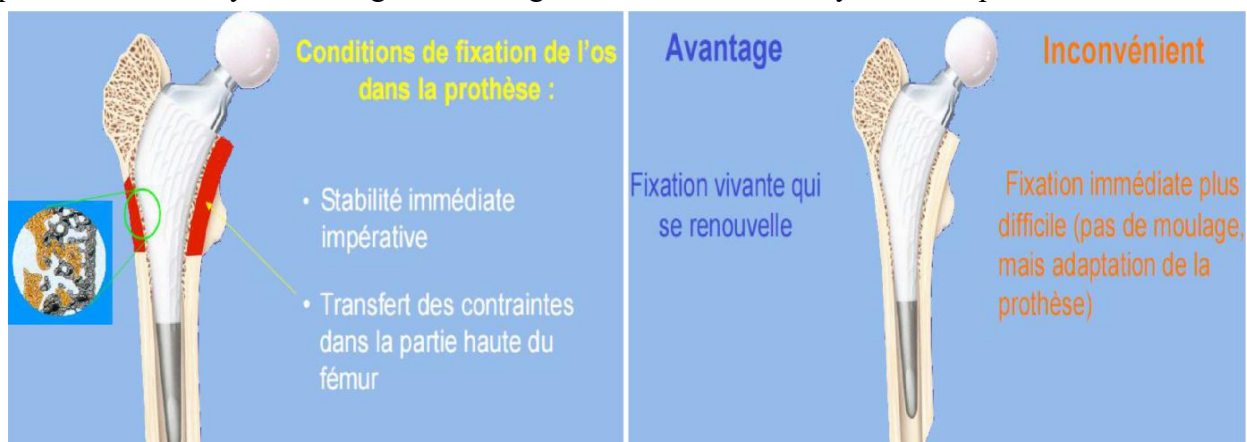 Conditions de fixation de l'os
dans la prothèse :
• Stabilité immédiate
impérative
• Transfert des contraintes
dans la partie haute du
fémur
Avantage
Fixation vivante qui
se renouvelle
Inconvénient
Fixation immédiate plus
difficile (pas de moulage,
mais adaptation de la
prothèse)